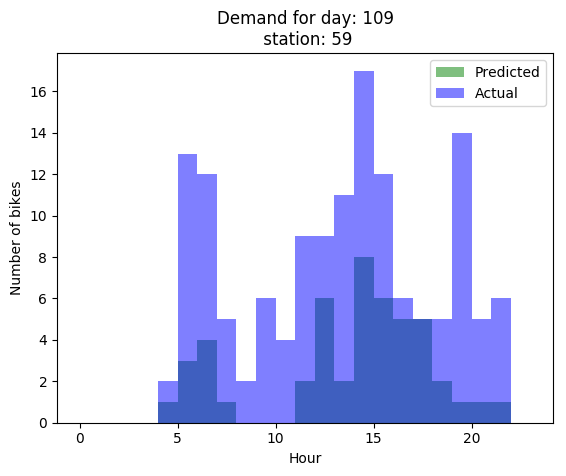 Demand for day: 109
station: 59
Predicted
Actual
Number of bikes
16
14
12
10
8
6
4
2
0
0 5 10 15 20
Hour